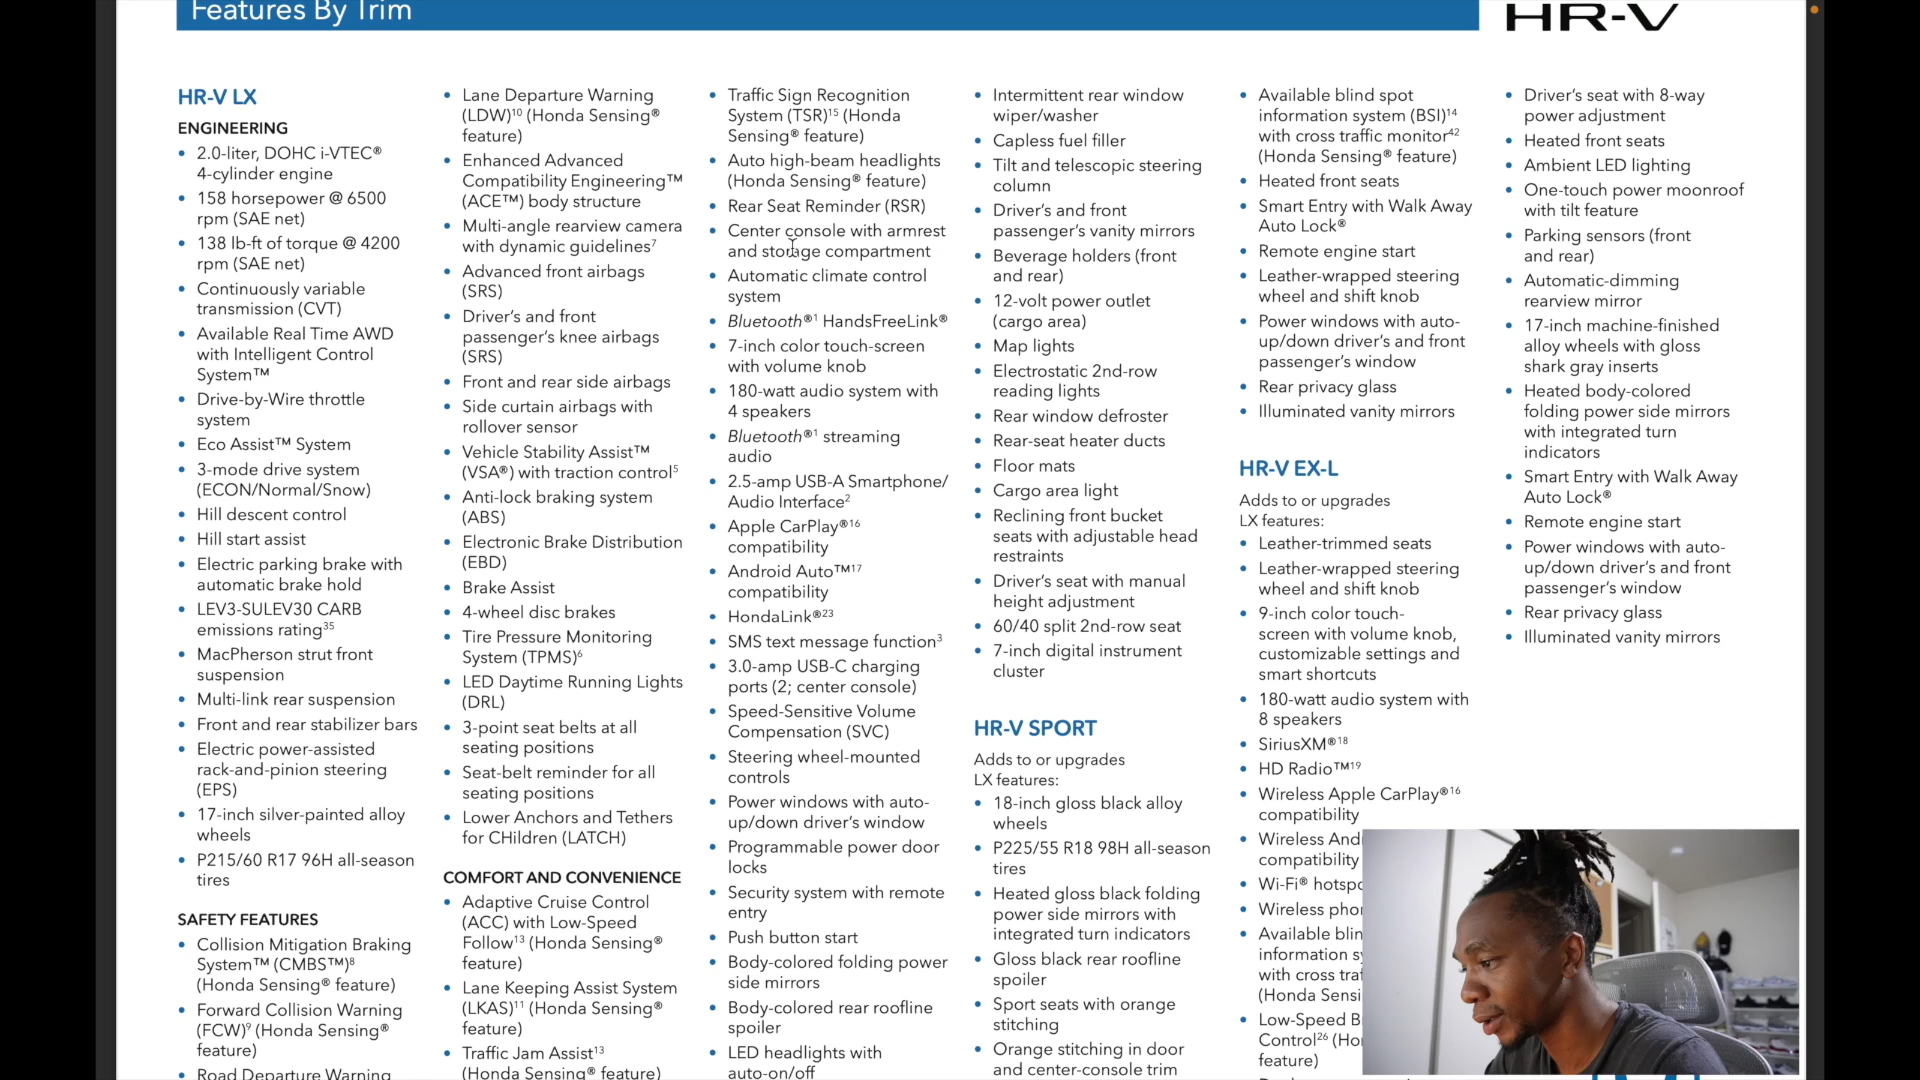 Features By Trim
HR-V
HR-V LX
ENGINEERING
• 2.0-liter, DOHC i-VTEC®
4-cylinder engine
• 158 horsepower @ 6500
rpm (SAE net)
• 138 lb-ft of torque @ 4200
rpm (SAE net)
• Continuously variable
transmission (CVT)
• Available Real Time AWD
with Intelligent Control
System™
• Drive-by-Wire throttle
system
• Eco Assist™ System
• 3-mode drive system
(ECON/Normal/Snow)
• Hill descent control
• Hill start assist
• Electric parking brake with
automatic brake hold
• LEV3-SULEV30 CARB
emissions rating³⁵
• MacPherson strut front
suspension
• Multi-link rear suspension
• Front and rear stabilizer bars
• Electric power-assisted
rack-and-pinion steering
(EPS)
• 17-inch silver-painted alloy
wheels
• P215/60 R17 96H all-season
tires
SAFETY FEATURES
• Collision Mitigation Braking
System™ (CMBS™)⁸
(Honda Sensing® feature)
• Forward Collision Warning
(FCW)⁹ (Honda Sensing®
feature)
• Road Departure Warning
• Lane Departure Warning
(LDW)¹⁰ (Honda Sensing®
feature)
• Enhanced Advanced
Compatibility Engineering™
(ACE™) body structure
• Multi-angle rearview camera
with dynamic guidelines⁷
• Advanced front airbags
(SRS)
• Driver's and front
passenger's knee airbags
(SRS)
• Front and rear side airbags
• Side curtain airbags with
rollover sensor
• Vehicle Stability Assist™
(VSA®) with traction control⁵
• Anti-lock braking system
(ABS)
• Electronic Brake Distribution
(EBD)
• Brake Assist
• 4-wheel disc brakes
• Tire Pressure Monitoring
System (TPMS)⁶
• LED Daytime Running Lights
(DRL)
• 3-point seat belts at all
seating positions
• Seat-belt reminder for all
seating positions
• Lower Anchors and Tethers
for CHildren (LATCH)
COMFORT AND CONVENIENCE
• Adaptive Cruise Control
(ACC) with Low-Speed
Follow¹³ (Honda Sensing®
feature)
• Lane Keeping Assist System
(LKAS)¹¹ (Honda Sensing®
feature)
• Traffic Jam Assist¹³
(Honda Sensing® feature)
• Traffic Sign Recognition
System (TSR)¹⁵ (Honda
Sensing® feature)
• Auto high-beam headlights
(Honda Sensing® feature)
• Rear Seat Reminder (RSR)
• Center console with armrest
and storage compartment
• Automatic climate control
system
• Bluetooth®¹ HandsFreeLink®
• 7-inch color touch-screen
with volume knob
• 180-watt audio system with
4 speakers
• Bluetooth®¹ streaming
audio
• 2.5-amp USB-A Smartphone/
Audio Interface²
• Apple CarPlay®¹⁶
compatibility
• Android Auto™¹⁷
compatibility
• HondaLink®²³
• SMS text message function³
• 3.0-amp USB-C charging
ports (2; center console)
• Speed-Sensitive Volume
Compensation (SVC)
• Steering wheel-mounted
controls
• Power windows with auto-
up/down driver's window
• Programmable power door
locks
• Security system with remote
entry
• Push button start
• Body-colored folding power
side mirrors
• Body-colored rear roofline
spoiler
• LED headlights with
auto-on/off
• Intermittent rear window
wiper/washer
• Capless fuel filler
• Tilt and telescopic steering
column
• Driver's and front
passenger's vanity mirrors
• Beverage holders (front
and rear)
• 12-volt power outlet
(cargo area)
• Map lights
• Electrostatic 2nd-row
reading lights
• Rear window defroster
• Rear-seat heater ducts
• Floor mats
• Cargo area light
• Reclining front bucket
seats with adjustable head
restraints
• Driver's seat with manual
height adjustment
• 60/40 split 2nd-row seat
• 7-inch digital instrument
cluster
HR-V SPORT
Adds to or upgrades
LX features:
• 18-inch gloss black alloy
wheels
• P225/55 R18 98H all-season
tires
• Heated gloss black folding
power side mirrors with
integrated turn indicators
• Gloss black rear roofline
spoiler
• Sport seats with orange
stitching
• Orange stitching in door
and center-console trim
• Available blind spot
information system (BSI)¹⁴
with cross traffic monitor⁴²
(Honda Sensing® feature)
• Heated front seats
• Smart Entry with Walk Away
Auto Lock®
• Remote engine start
• Leather-wrapped steering
wheel and shift knob
• Power windows with auto-
up/down driver's and front
passenger's window
• Rear privacy glass
• Illuminated vanity mirrors
HR-V EX-L
Adds to or upgrades
LX features:
• Leather-trimmed seats
• Leather-wrapped steering
wheel and shift knob
• 9-inch color touch-
screen with volume knob,
customizable settings and
smart shortcuts
• 180-watt audio system with
8 speakers
• SiriusXM®¹⁸
• HD Radio™¹⁹
• Wireless Apple CarPlay®¹⁶
compatibility
• Wireless And
compatibility
• Wi-Fi® hotspo
• Wireless pho
• Available blin
information s
with cross traf
(Honda Sensi
• Low-Speed B
Control²⁶ (Ho
feature)
• Driver's seat with 8-way
power adjustment
• Heated front seats
• Ambient LED lighting
• One-touch power moonroof
with tilt feature
• Parking sensors (front
and rear)
• Automatic-dimming
rearview mirror
• 17-inch machine-finished
alloy wheels with gloss
shark gray inserts
• Heated body-colored
folding power side mirrors
with integrated turn
indicators
• Smart Entry with Walk Away
Auto Lock®
• Remote engine start
• Power windows with auto-
up/down driver's and front
passenger's window
• Rear privacy glass
• Illuminated vanity mirrors